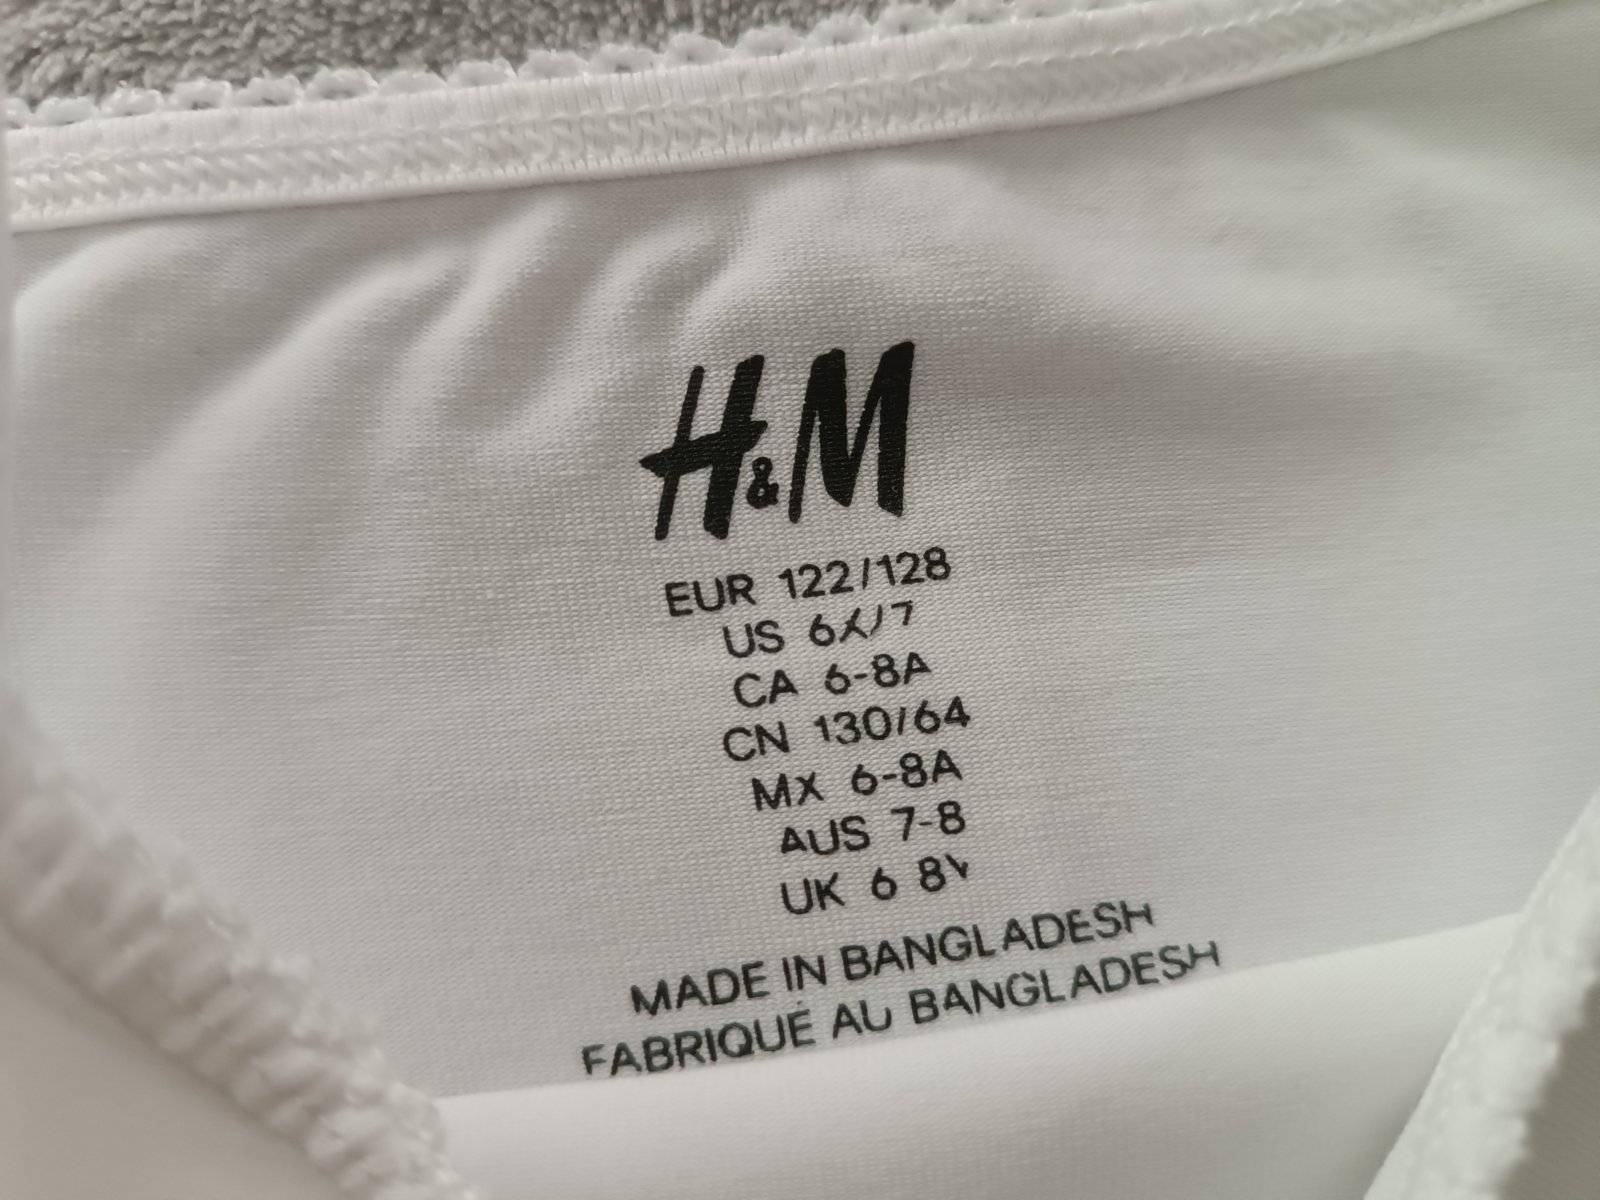 H&M
EUR 122/128
US 6X/7
CA 6-8A
CN 130/64
MX 6-8A
AUS 7-8
UK 6 8Y
MADE IN BANGLADESH
FABRIQUÉ AU BANGLADESH